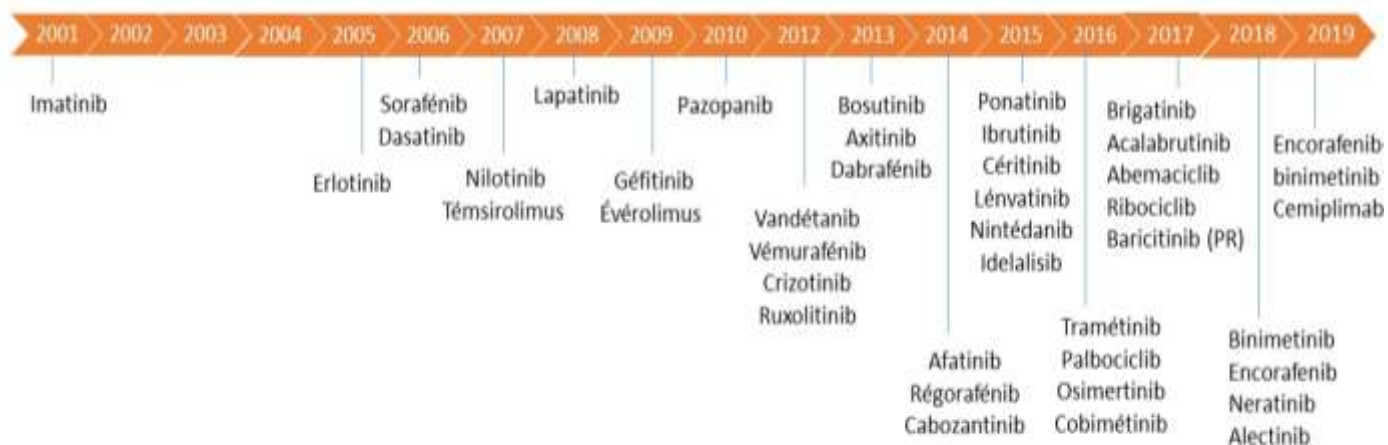 2001 2002 2003 2004 2005 2006 2007 2008 2009 2010 2012 2013 2014 2015 2016 2017 2018 2019
Imatinib
Erlotinib
Sorafénib
Dasatinib
Nilotinib
Témsirolimus
Lapatinib
Géfitinib
Évérolimus
Pazopanib
Vandétanib
Vémurafénib
Crizotinib
Ruxolitinib
Bosutinib
Axitinib
Dabrafénib
Afatinib
Régorafénib
Cabozantinib
Ponatinib
Ibrutinib
Céritinib
Lénvatinib
Nintédanib
Idelalisib
Tramétinib
Palbociclib
Osimertinib
Cobimétinib
Brigatinib
Acalabrutinib
Abemaciclib
Ribociclib
Baricitinib (PR)
Binimetinib
Encorafenib
Neratinib
Alectinib
Encorafenib-
binimetinib
Cemiplimab